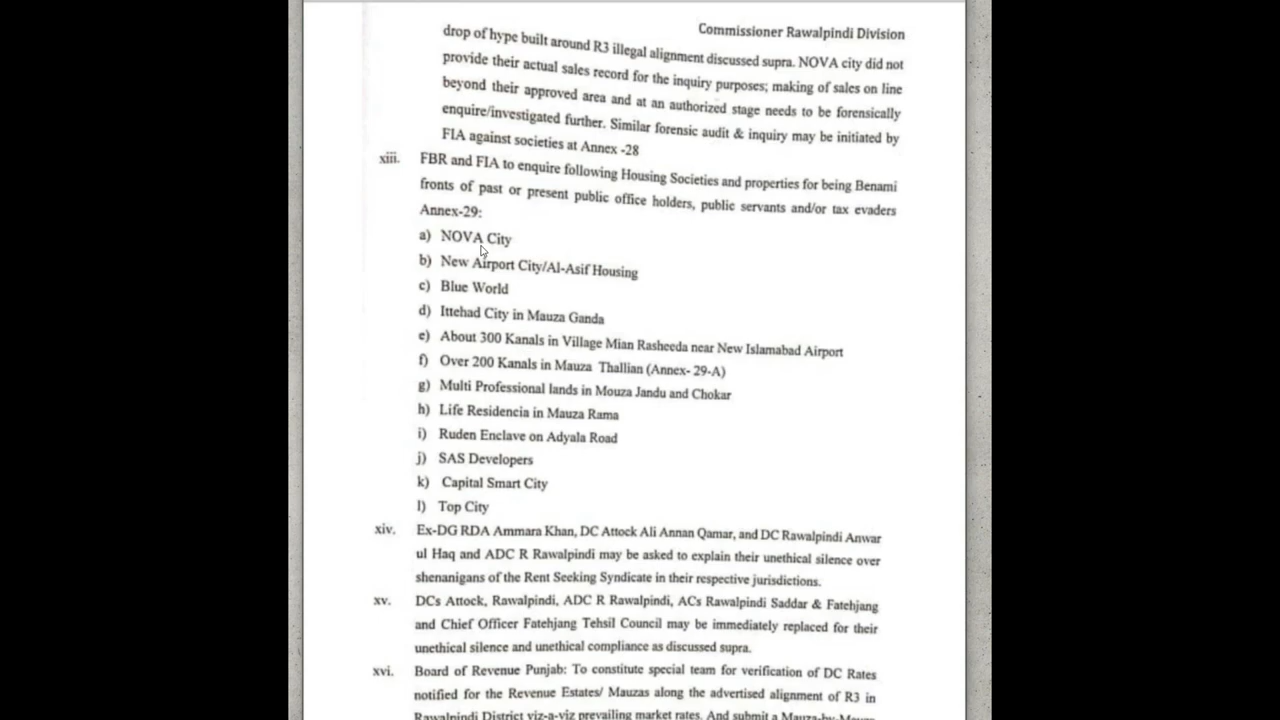 Commissioner Rawalpindi Division
drop of hype built around R3 illegal alignment discussed supra. NOVA city did not
provide their actual sales record for the inquiry purposes; making of sales on line
beyond their approved area and at an authorized stage needs to be forensically
enquire/investigated further. Similar forensic audit & inquiry may be initiated by
FIA against societies at Annex -28
xiii. FBR and FIA to enquire following Housing Societies and properties for being Benami
fronts of past or present public office holders, public servants and/or tax evaders
Annex-29:
a) NOVA City
b) New Airport City/Al-Asif Housing
c) Blue World
d) Ittehad City in Mauza Ganda
e) About 300 Kanals in Village Mian Rasheeda near New Islamabad Airport
f) Over 200 Kanals in Mauza Thallian (Annex- 29-A)
g) Multi Professional lands in Mouza Jandu and Chokar
h) Life Residencia in Mauza Rama
i) Ruden Enclave on Adyala Road
j) SAS Developers
k) Capital Smart City
l) Top City
xiv. Ex-DG RDA Ammara Khan, DC Attock Ali Annan Qamar, and DC Rawalpindi Anwar
ul Haq and ADC R Rawalpindi may be asked to explain their unethical silence over
shenanigans of the Rent Seeking Syndicate in their respective jurisdictions.
xv. DCs Attock, Rawalpindi, ADC R Rawalpindi, ACs Rawalpindi Saddar & Fatehjang
and Chief Officer Fatehjang Tehsil Council may be immediately replaced for their
unethical silence and unethical compliance as discussed supra.
xvi. Board of Revenue Punjab: To constitute special team for verification of DC Rates
notified for the Revenue Estates/ Mauzas along the advertised alignment of R3 in
Rawalpindi District viz-a-viz prevailing market rates. And submit a Mauza-by-Mauza